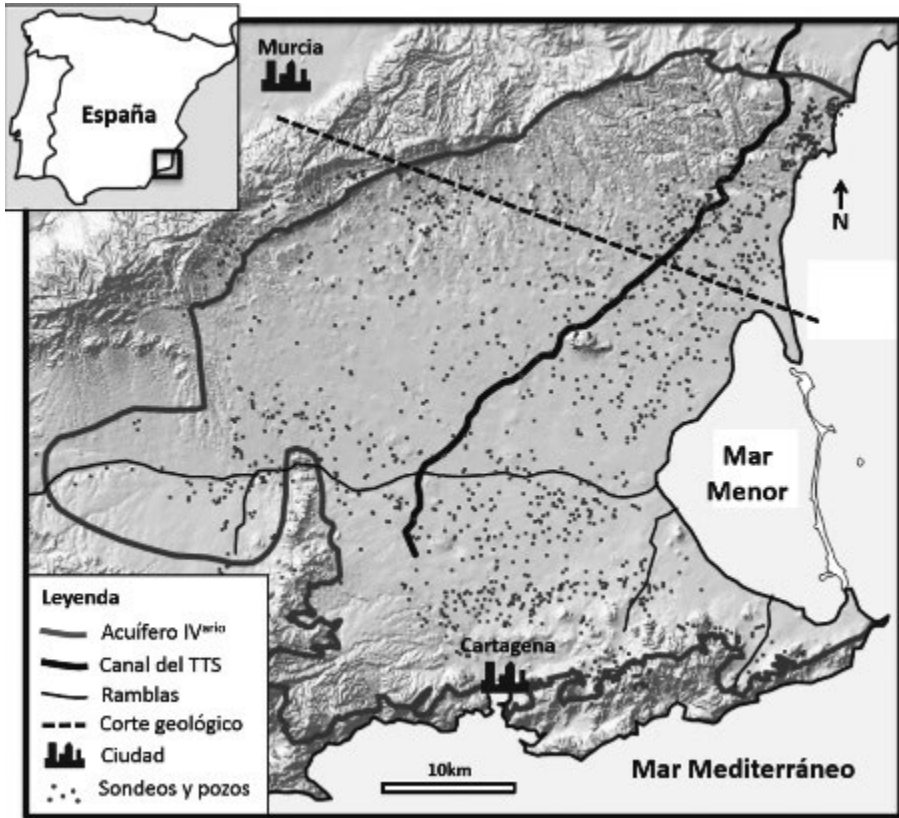 España
Murcia
N
Mar
Menor
Cartagena
Mar Mediterráneo
10km
Leyenda
Acuífero IVario
Canal del TTS
Ramblas
Corte geológico
Ciudad
Sondeos y pozos